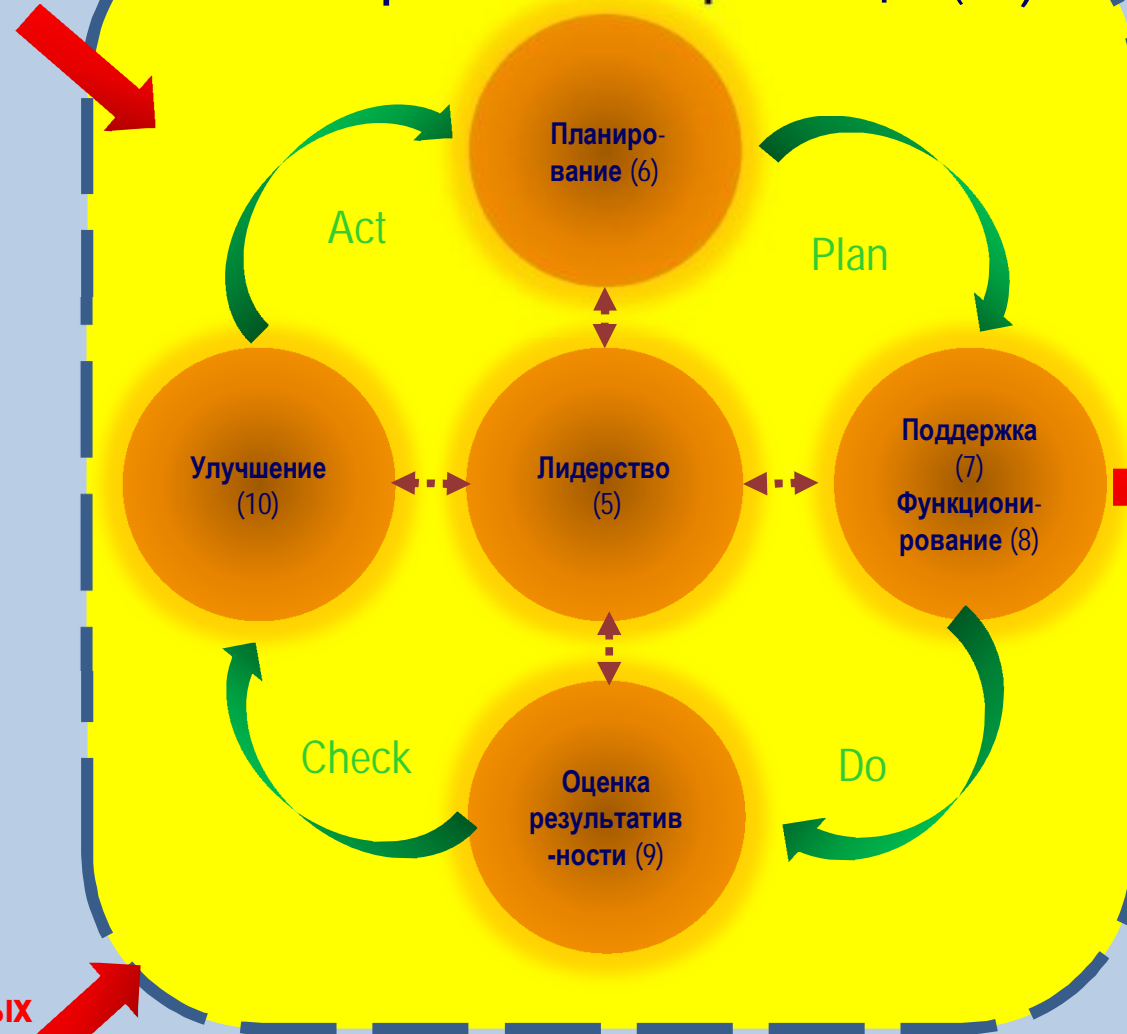 Планиро-
вание (6)
Act
Plan
Улучшение
(10)
Лидерство
(5)
Поддержка
(7)
Функциони-
рование (8)
Check
Do
Оценка
результатив
-ности (9)
ых